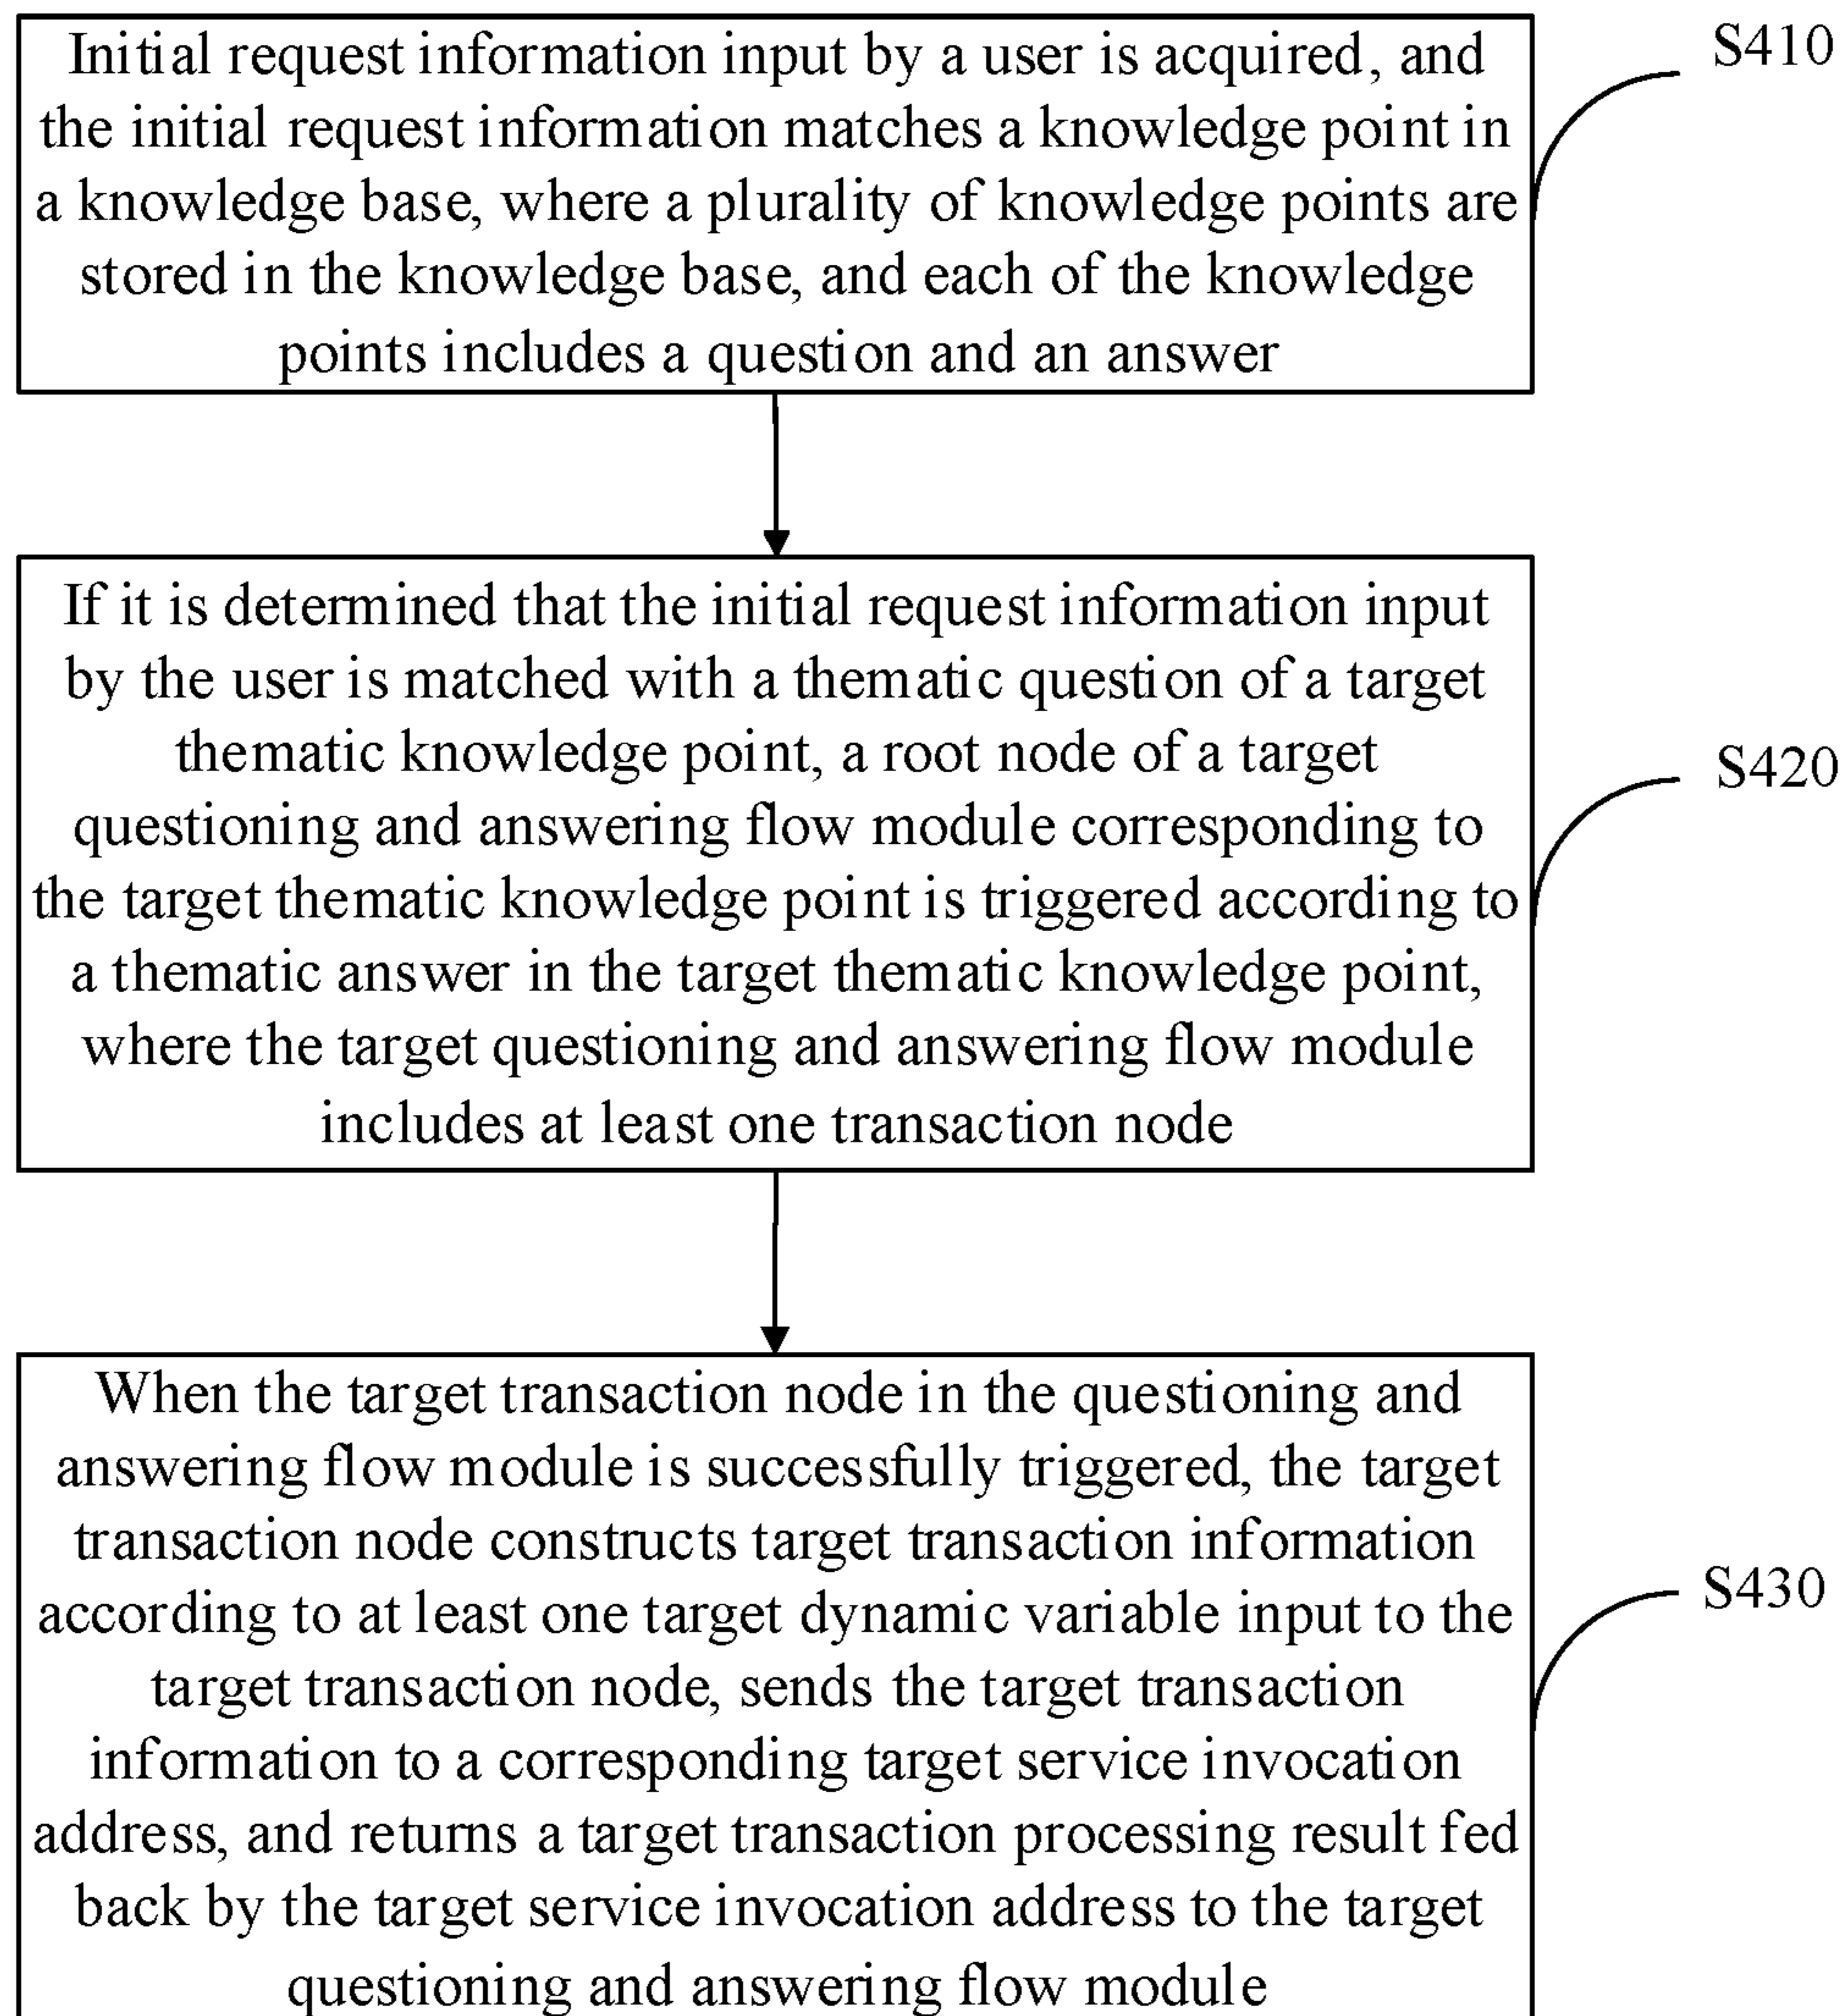 Initial request information input by a user is acquired, and
the initial request information matches a knowledge point in
a knowledge base, where a plurality of knowledge points are
stored in the knowledge base, and each of the knowledge
points includes a question and an answer
S410
If it is determined that the initial request information input
by the user is matched with a thematic question of a target
thematic knowledge point, a root node of a target
questioning and answering flow module corresponding to
the target thematic knowledge point is triggered according to
a thematic answer in the target thematic knowledge point,
where the target questioning and answering flow module
includes at least one transaction node
S420
When the target transaction node in the questioning and
answering flow module is successfully triggered, the target
transaction node constructs target transaction information
according to at least one target dynamic variable input to the
target transaction node, sends the target transaction
information to a corresponding target service invocation
address, and returns a target transaction processing result fed
back by the target service invocation address to the target
questioning and answering flow module
S430